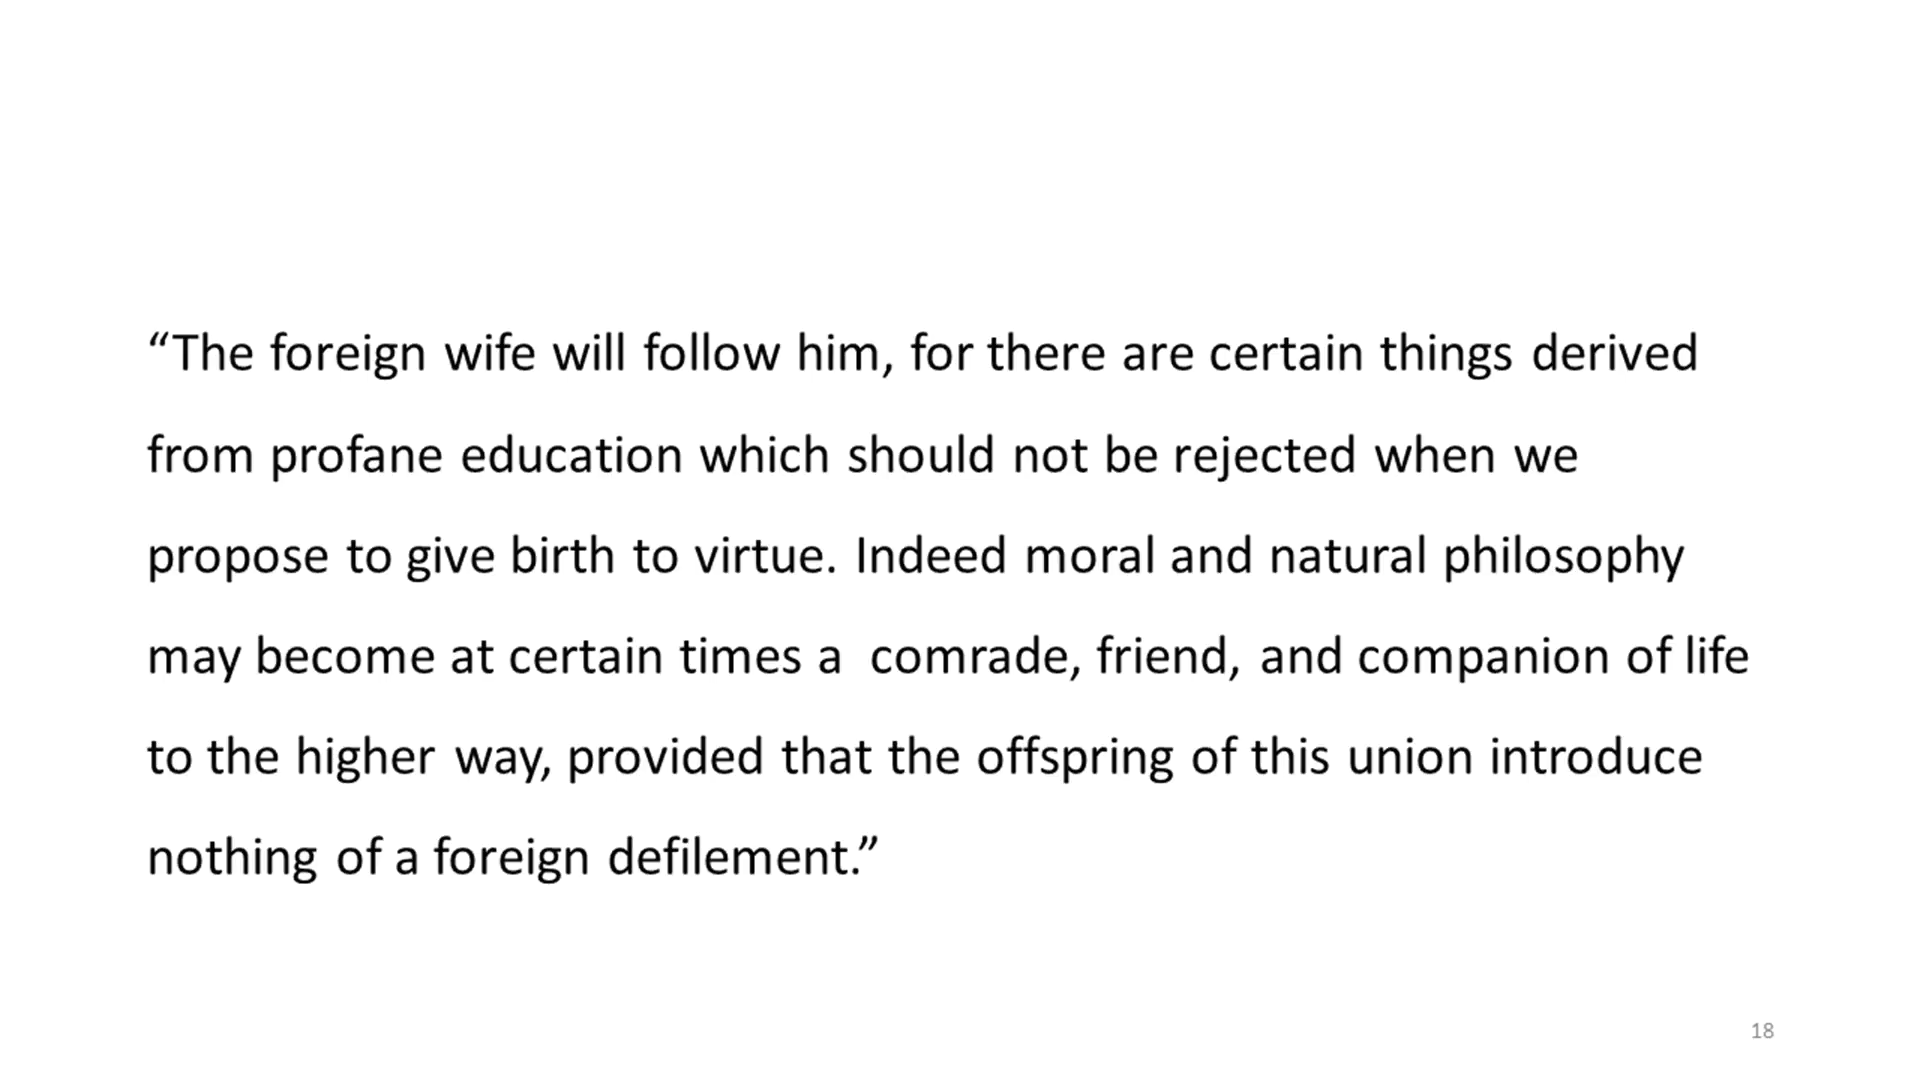 “The foreign wife will follow him, for there are certain things derived
from profane education which should not be rejected when we
propose to give birth to virtue. Indeed moral and natural philosophy
may become at certain times a  comrade, friend, and companion of life
to the higher way, provided that the offspring of this union introduce
nothing of a foreign defilement.”
18